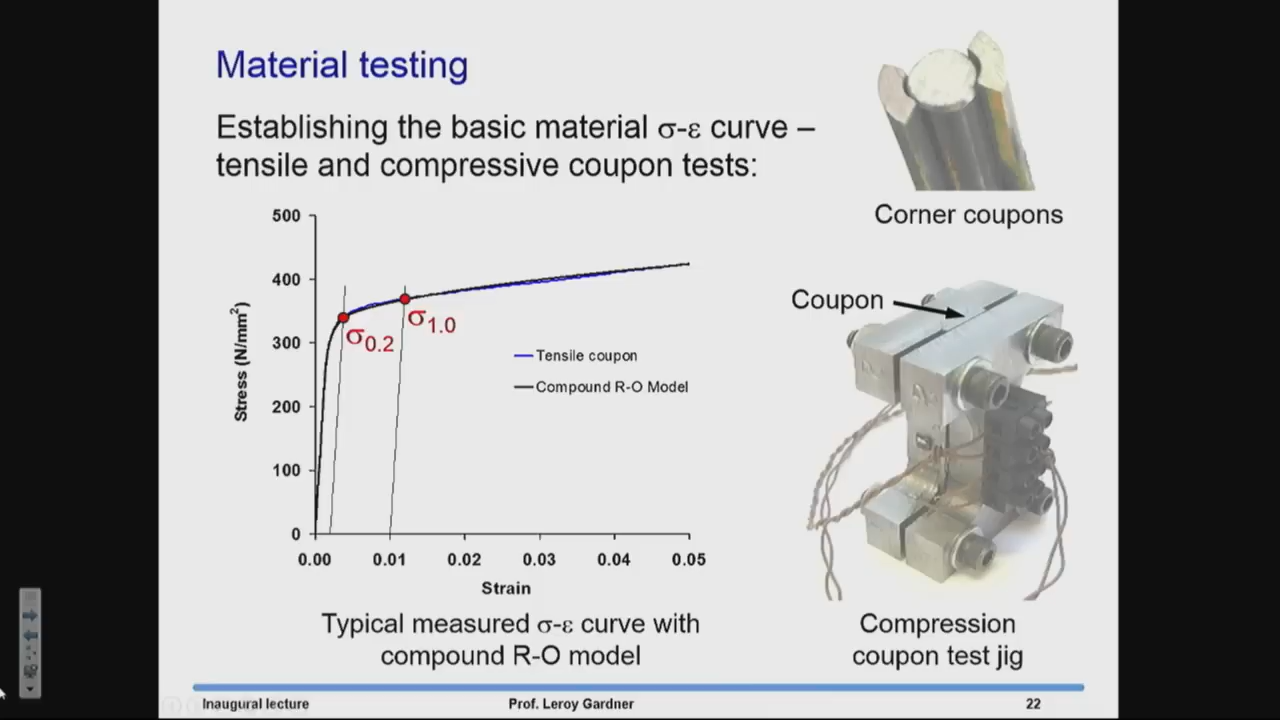 Material testing
Establishing the basic material σ-ε curve –
tensile and compressive coupon tests:
Corner coupons
Coupon
500
400
300
200
100
0
Stress (N/mm²)
σ0.2
σ1.0
Tensile coupon
Compound R-O Model
0.00 0.01 0.02 0.03 0.04 0.05
Strain
Typical measured σ-ε curve with
compound R-O model
Compression
coupon test jig
Inaugural lecture
Prof. Leroy Gardner
22